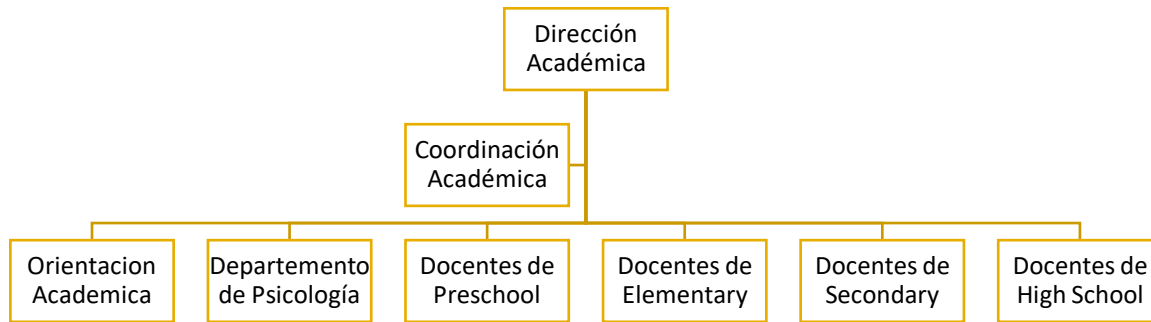 Dirección
Académica
Coordinación
Académica
Orientacion
Academica
Departamento
de Psicología
Docentes de
Preschool
Docentes de
Elementary
Docentes de
Secondary
Docentes de
High School